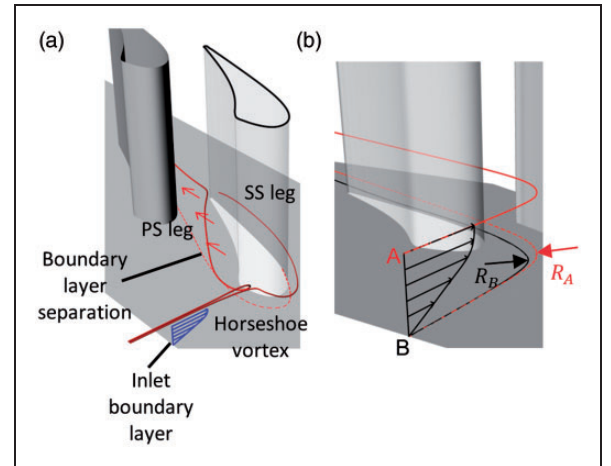 (a)
(b)
SS leg
PS leg
Boundary
layer
separation
Horseshoe
vortex
Inlet
boundary
layer
A
B
R_B
R_A